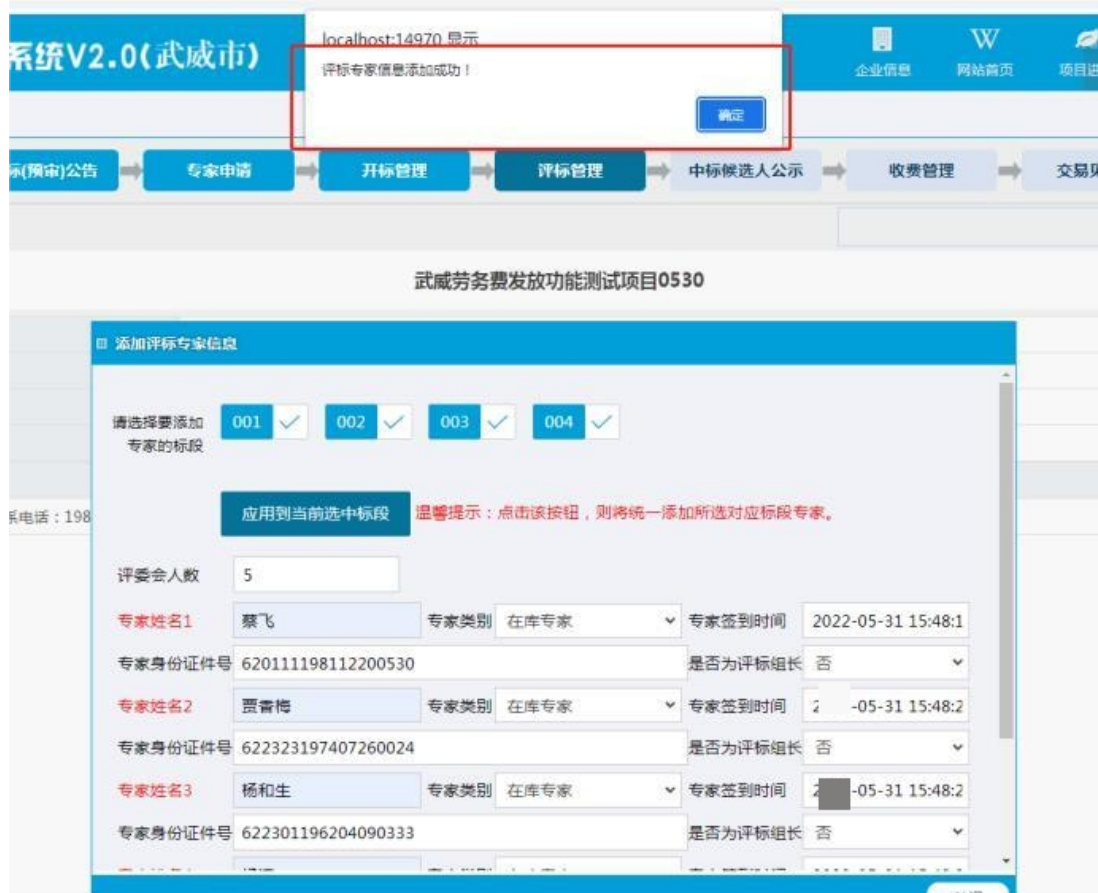 localhost:14970 显示
系统V2.0(武威市)
评标专家信息添加成功！
确定
企业信息
W
网站首页
项目进
标(预审)公告
专家申请
开标管理
评标管理
中标候选人公示
收费管理
交易见
武威劳务费发放功能测试项目0530
添加评标专家信息
请选择要添加 001 002 003 004
专家的标段
系电话：198
应用到当前选中标段 温馨提示：点击该按钮，则将统一添加所选对应标段专家。
评委会人数 5
专家姓名1 蔡飞 专家类别 在库专家 专家签到时间 2022-05-31 15:48:1
专家身份证件号 620111198112200530 是否为评标组长 否
专家姓名2 贾香梅 专家类别 在库专家 专家签到时间 2 -05-31 15:48:2
专家身份证件号 622323197407260024 是否为评标组长 否
专家姓名3 杨和生 专家类别 在库专家 专家签到时间 2 -05-31 15:48:2
专家身份证件号 622301196204090333 是否为评标组长 否